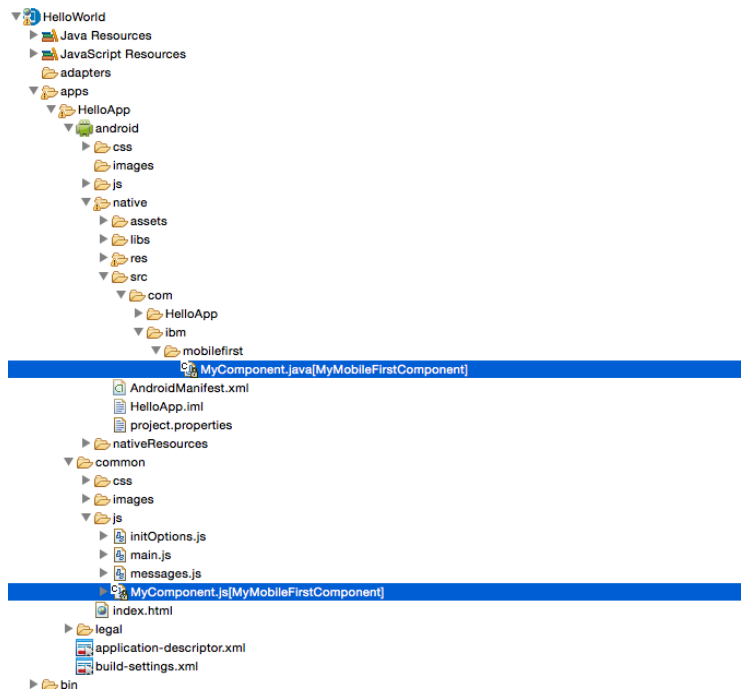 HelloWorld
Java Resources
JavaScript Resources
adapters
apps
HelloApp
android
css
images
js
native
assets
libs
res
src
com
HelloApp
ibm
mobilefirst
MyComponent.java[MyMobileFirstComponent]
AndroidManifest.xml
HelloApp.iml
project.properties
nativeResources
common
css
images
js
initOptions.js
main.js
messages.js
MyComponent.js[MyMobileFirstComponent]
index.html
legal
application-descriptor.xml
build-settings.xml
bin